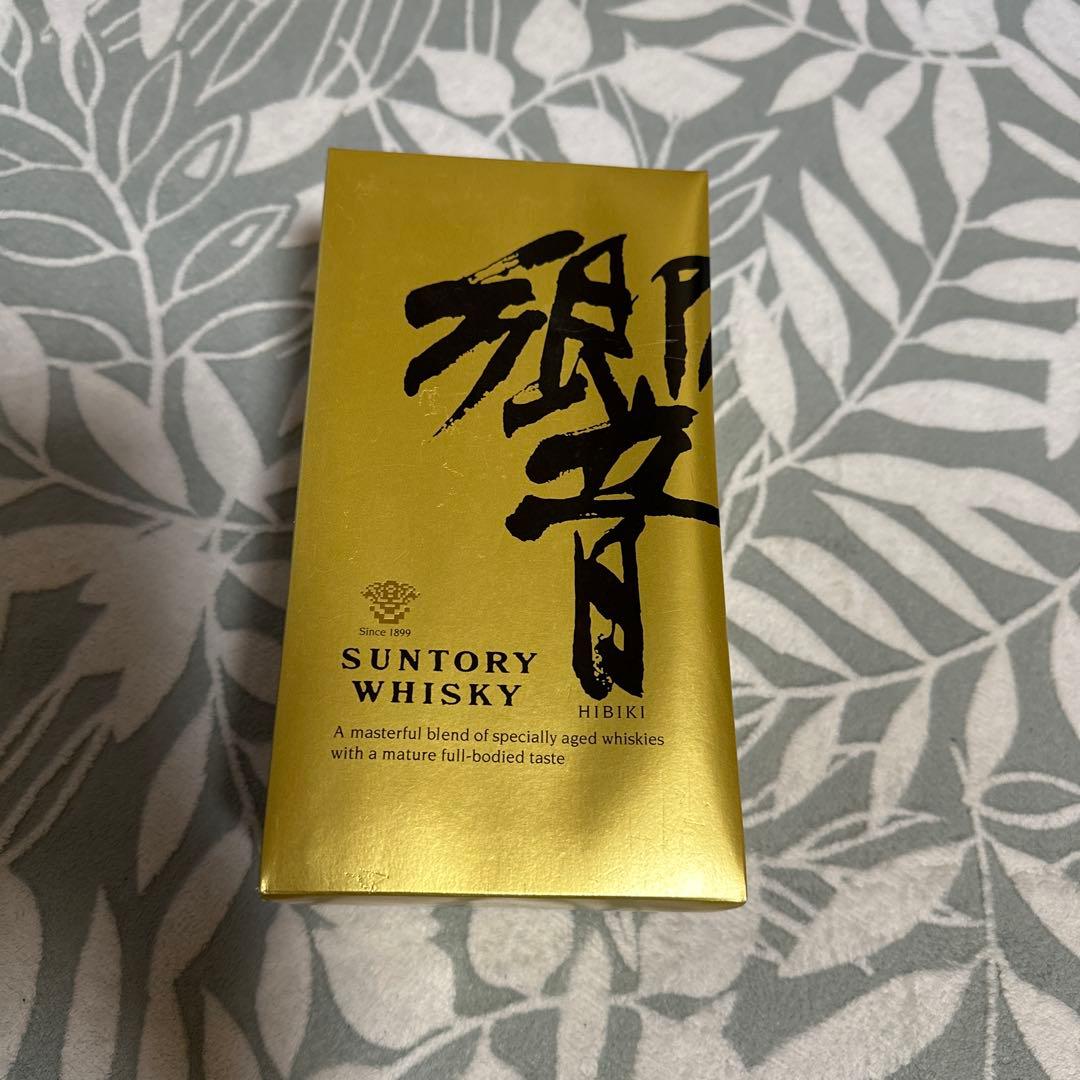 響
Since 1899
SUNTORY
WHISKY
HIBIKI
A masterful blend of specially aged whiskies
with a mature full-bodied taste